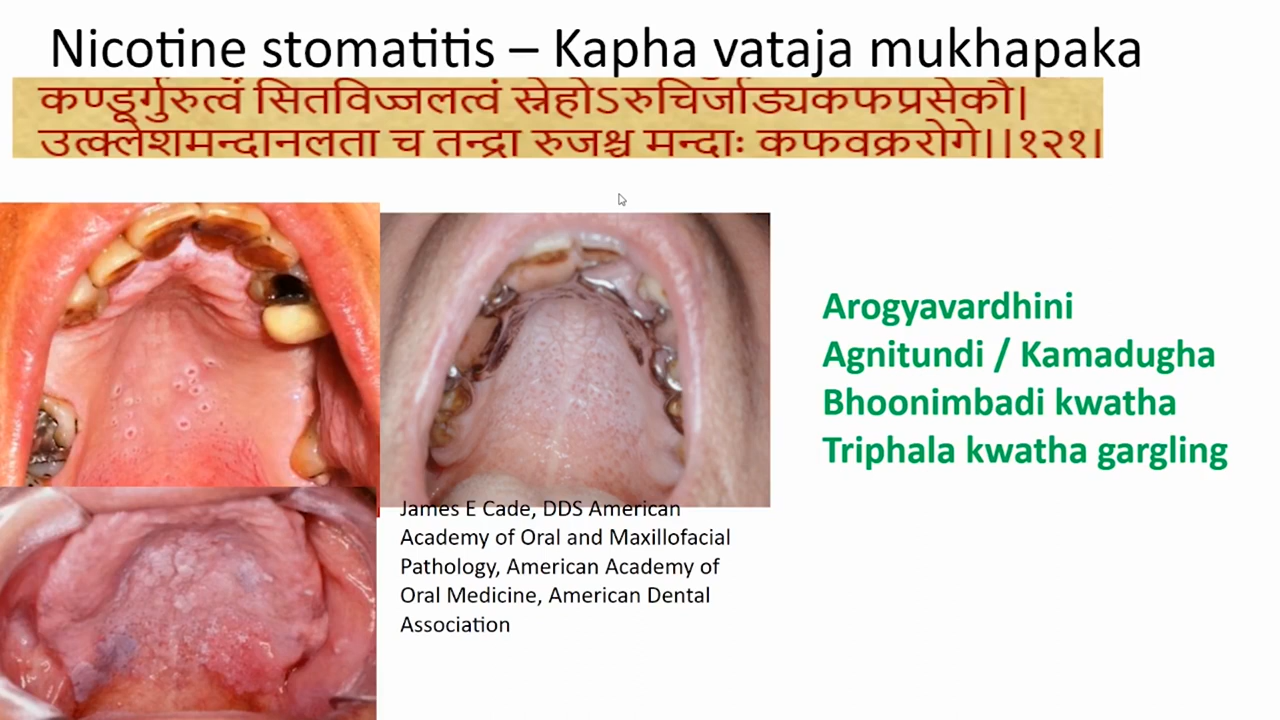 Nicotine stomatitis – Kapha vataja mukhapaka
कण्डूर्गुरुत्वं सितविज्जलत्वं स्नेहोऽरुचिर्जाड्यकफप्रसेकौ।
उत्क्लेशमन्दानलता च तन्द्रा रुजश्च मन्दाः कफवक्ररोगे।।१२१।
Arogyavardhini
Agnitundi / Kamadugha
Bhoonimbadi kwatha
Triphala kwatha gargling
James E Cade, DDS American
Academy of Oral and Maxillofacial
Pathology, American Academy of
Oral Medicine, American Dental
Association